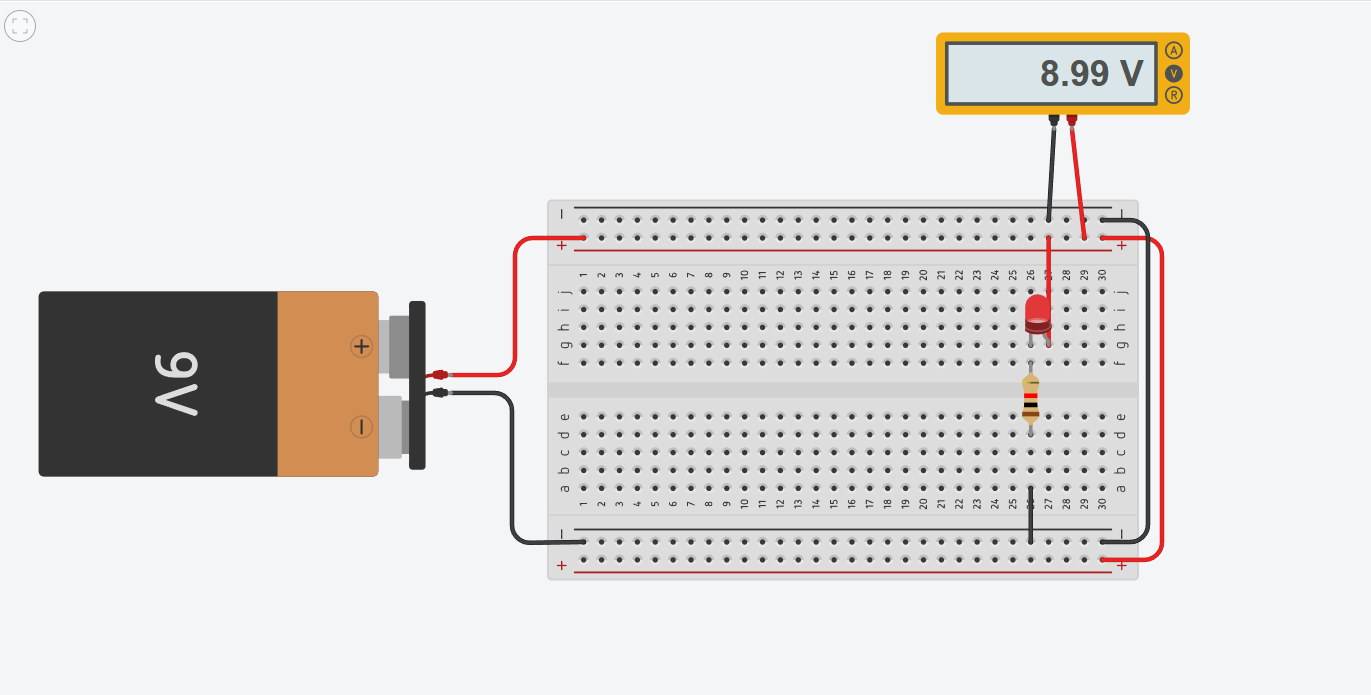 8.99 V
A
V
R
− −
+ +
1 2 3 4 5 6 7 8 9 10 11 12 13 14 15 16 17 18 19 20 21 22 23 24 25 26 27 28 29 30
j j
i i
h h
g g
f f
+
9V
−
e e
d d
c c
b b
a a
1 2 3 4 5 6 7 8 9 10 11 12 13 14 15 16 17 18 19 20 21 22 23 24 25 26 27 28 29 30
− −
+ +